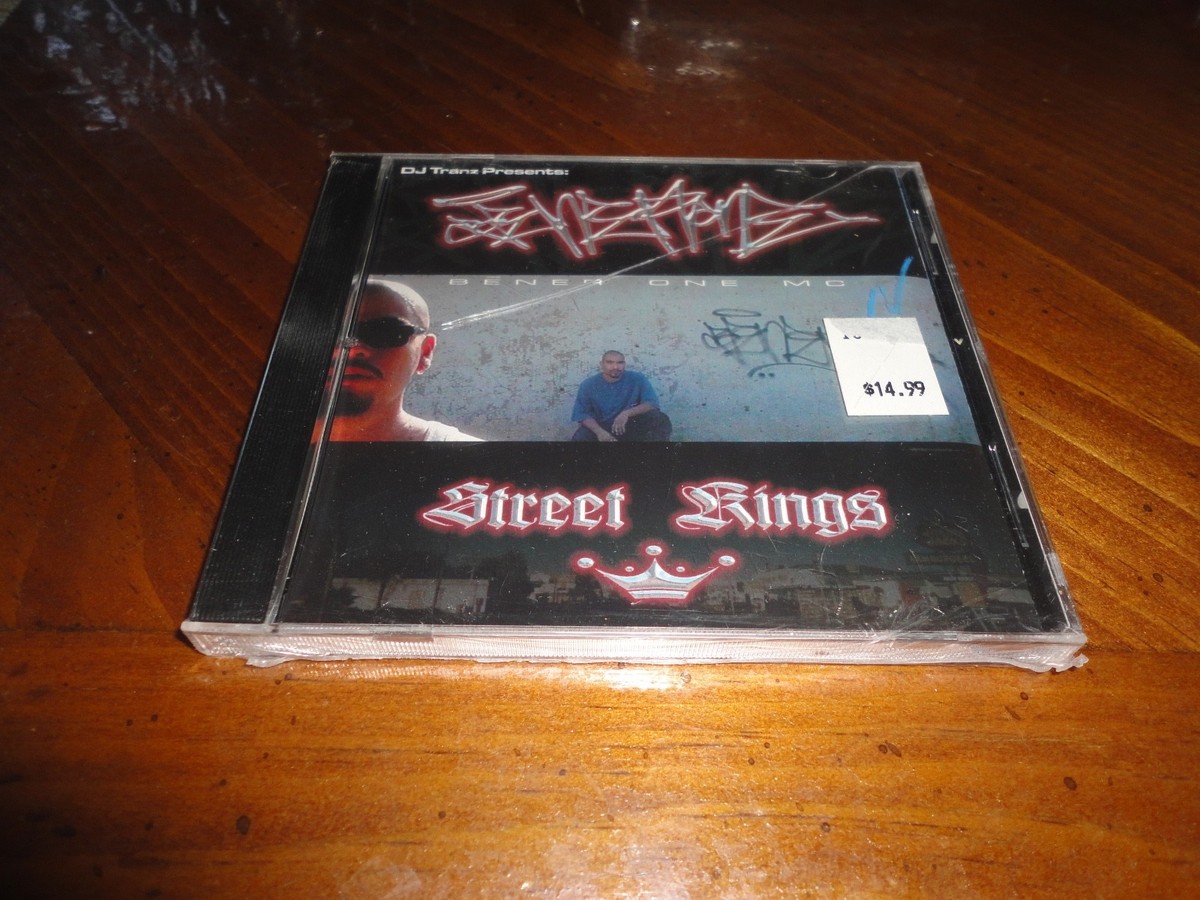 DJ Tranz Presents:
BENER ONE MC
$14.99
Street Kings